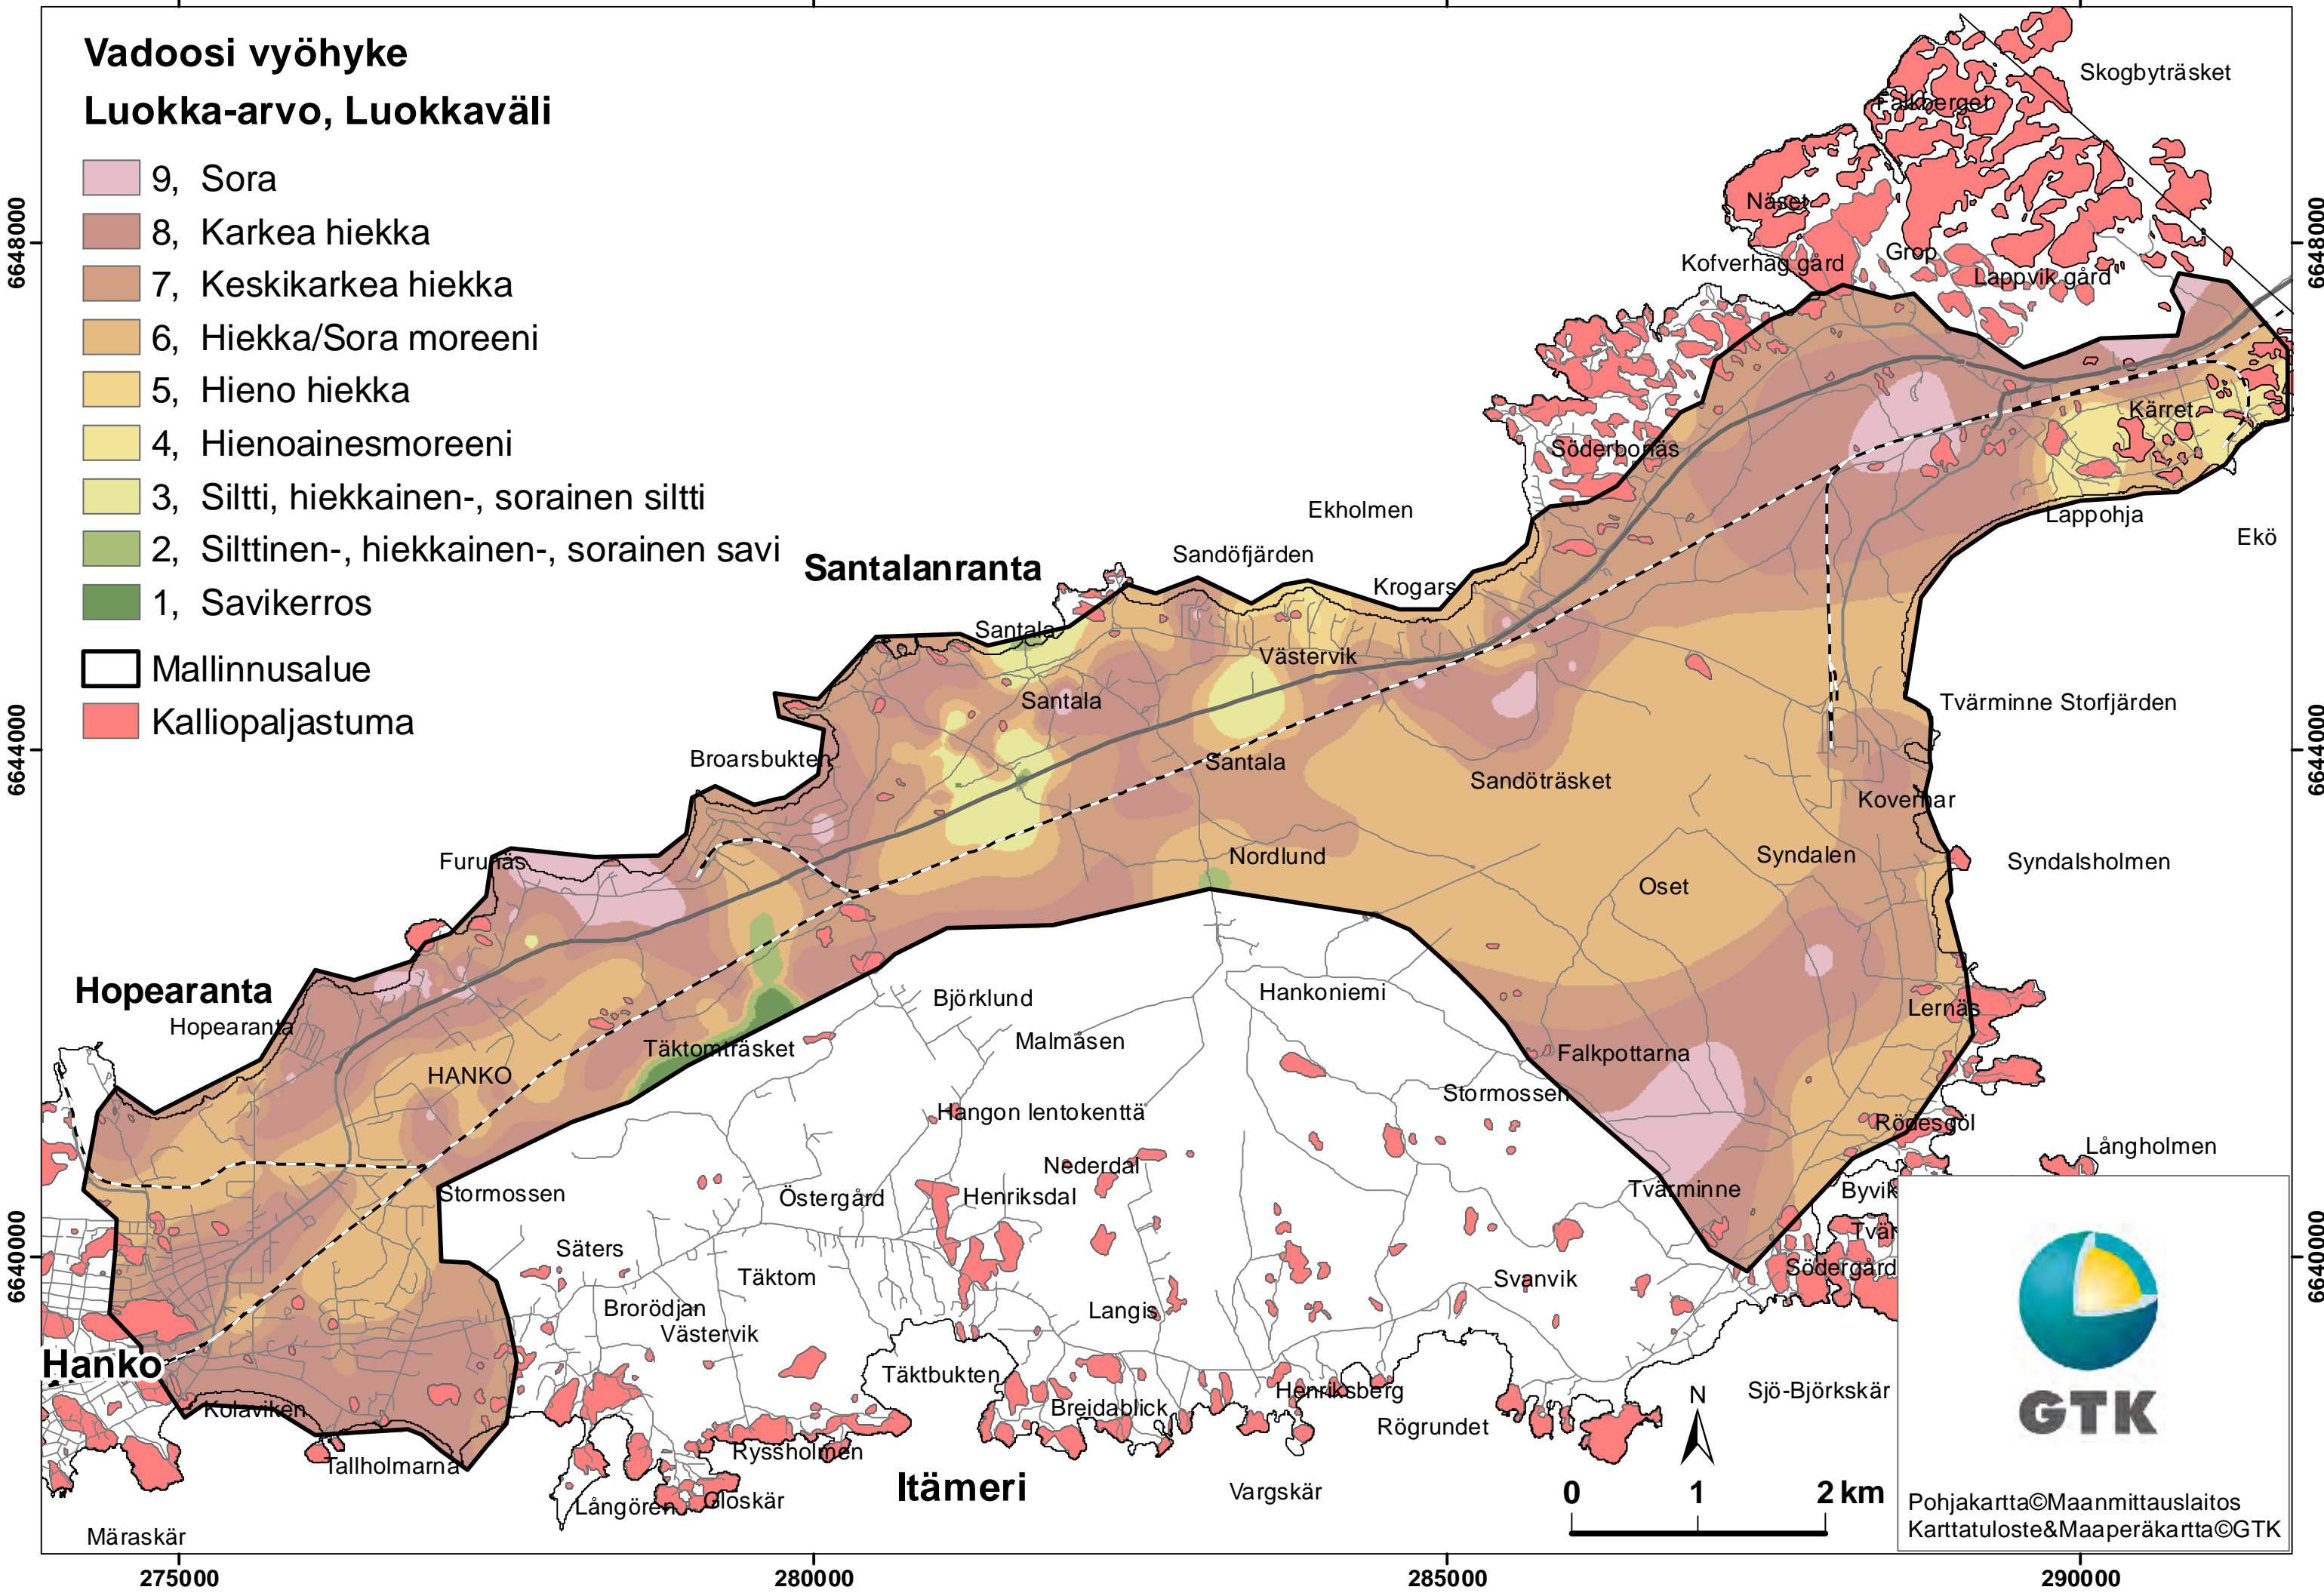 Vadoosi vyöhyke
Luokka-arvo, Luokkaväli
9, Sora
8, Karkea hiekka
7, Keskikarkea hiekka
6, Hiekka/Sora moreeni
5, Hieno hiekka
4, Hienoainesmoreeni
3, Siltti, hiekkainen-, sorainen siltti
2, Silttinen-, hiekkainen-, sorainen savi
1, Savikerros
Mallinnusalue
Kalliopaljastuma
Skogbyträsket
Falkberget
Näset
Kofverhag gård
Grop
Lappvik gård
Kärret
Söderbonäs
Ekholmen
Lappohja
Ekö
Santalanranta
Sandöfjärden
Krogars
Santala
Västervik
Santala
Tvärminne Storfjärden
Broarsbukten
Santala
Sandöträsket
Kovernar
Furunäs
Nordlund
Syndalen
Syndalsholmen
Oset
Hopearanta
Hopearanta
Björklund
Hankoniemi
Lernäs
Täktomträsket
Malmåsen
Falkpottarna
HANKO
Stormossen
Hangon lentokenttä
Rödesgöl
Långholmen
Nederdal
Stormossen
Östergård
Henriksdal
Tvärminne
Byvik
Tvär
Säters
Täktom
Svanvik
Södergård
Brorödjan
Langis
Västervik
Hanko
Täktbukten
Henriksberg
Sjö-Björkskär
Kolaviken
Breidablick
Rögrundet
Tallholmarna
Ryssholmen
Itämeri
Vargskär
Långören
Gloskär
Märaskär
N
0 1 2 km
GTK
Pohjakartta©Maanmittauslaitos
Karttatuloste&Maaperäkartta©GTK
6648000
6644000
6640000
6648000
6644000
6640000
275000
280000
285000
290000